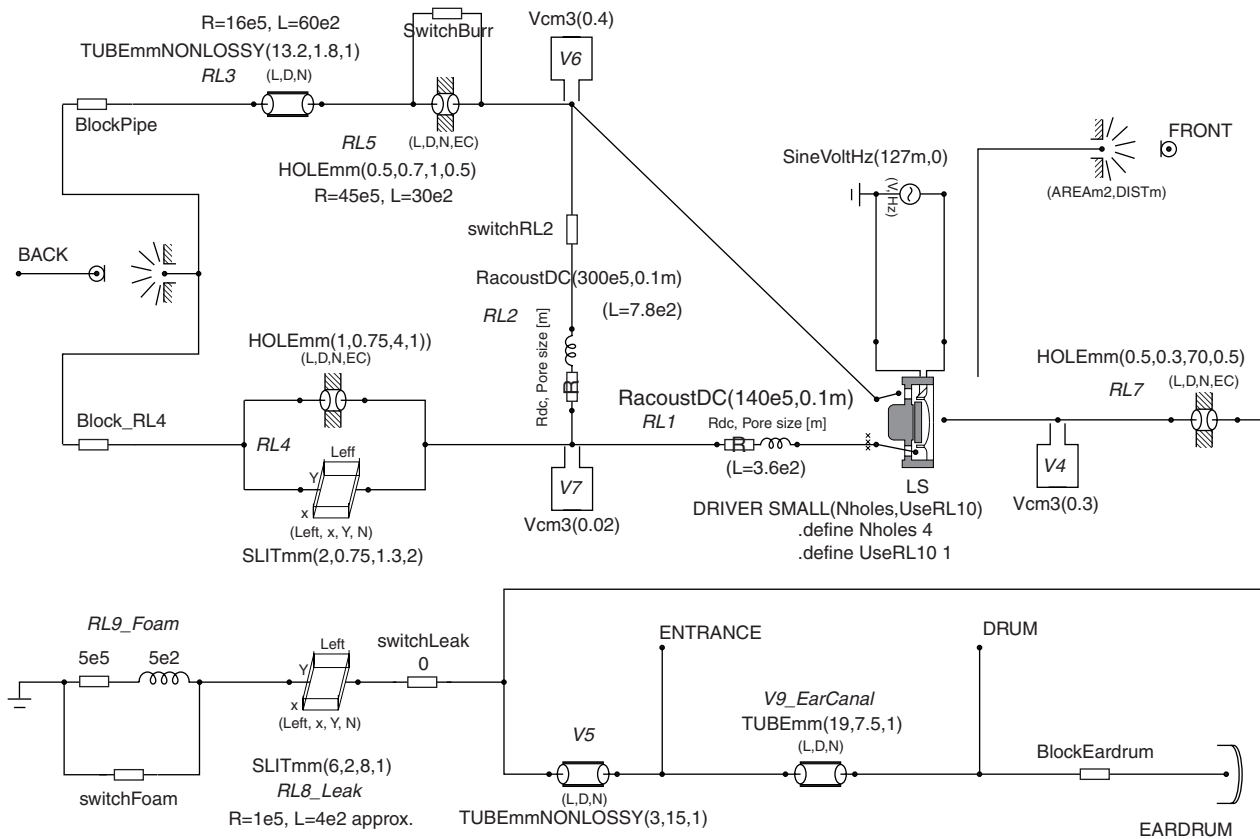 R=16e5, L=60e2
TUBEmmNONLOSSY(13.2,1.8,1)
RL3
(L,D,N)
SwitchBurr
Vcm3(0.4)
V6
BlockPipe
RL5
(L,D,N,EC)
HOLEmm(0.5,0.7,1,0.5)
R=45e5, L=30e2
SineVoltHz(127m,0)
(V,Hz)
FRONT
(AREAm2,DISTm)
switchRL2
BACK
RacoustDC(300e5,0.1m)
(L=7.8e2)
RL2
Rdc, Pore size [m]
R
HOLEmm(1,0.75,4,1))
(L,D,N,EC)
HOLEmm(0.5,0.3,70,0.5)
RL7
(L,D,N,EC)
Block_RL4
RL4
RacoustDC(140e5,0.1m)
RL1
Rdc, Pore size [m]
R
(L=3.6e2)
Leff
Y
x
(Left, x, Y, N)
SLITmm(2,0.75,1.3,2)
V7
Vcm3(0.02)
LS
DRIVER SMALL(Nholes,UseRL10)
.define Nholes 4
.define UseRL10 1
V4
Vcm3(0.3)
RL9_Foam
5e5
5e2
Left
Y
x
(Left, x, Y, N)
switchLeak
0
ENTRANCE
DRUM
V9_EarCanal
TUBEmm(19,7.5,1)
(L,D,N)
V5
(L,D,N)
TUBEmmNONLOSSY(3,15,1)
BlockEardrum
switchFoam
SLITmm(6,2,8,1)
RL8_Leak
R=1e5, L=4e2 approx.
EARDRUM